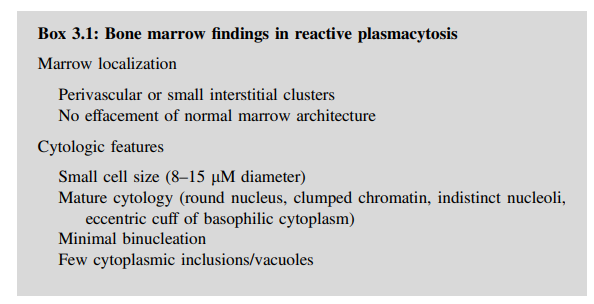 Box 3.1: Bone marrow findings in reactive plasmacytosis
Marrow localization
Perivascular or small interstitial clusters
No effacement of normal marrow architecture
Cytologic features
Small cell size (8–15 μM diameter)
Mature cytology (round nucleus, clumped chromatin, indistinct nucleoli,
eccentric cuff of basophilic cytoplasm)
Minimal binucleation
Few cytoplasmic inclusions/vacuoles